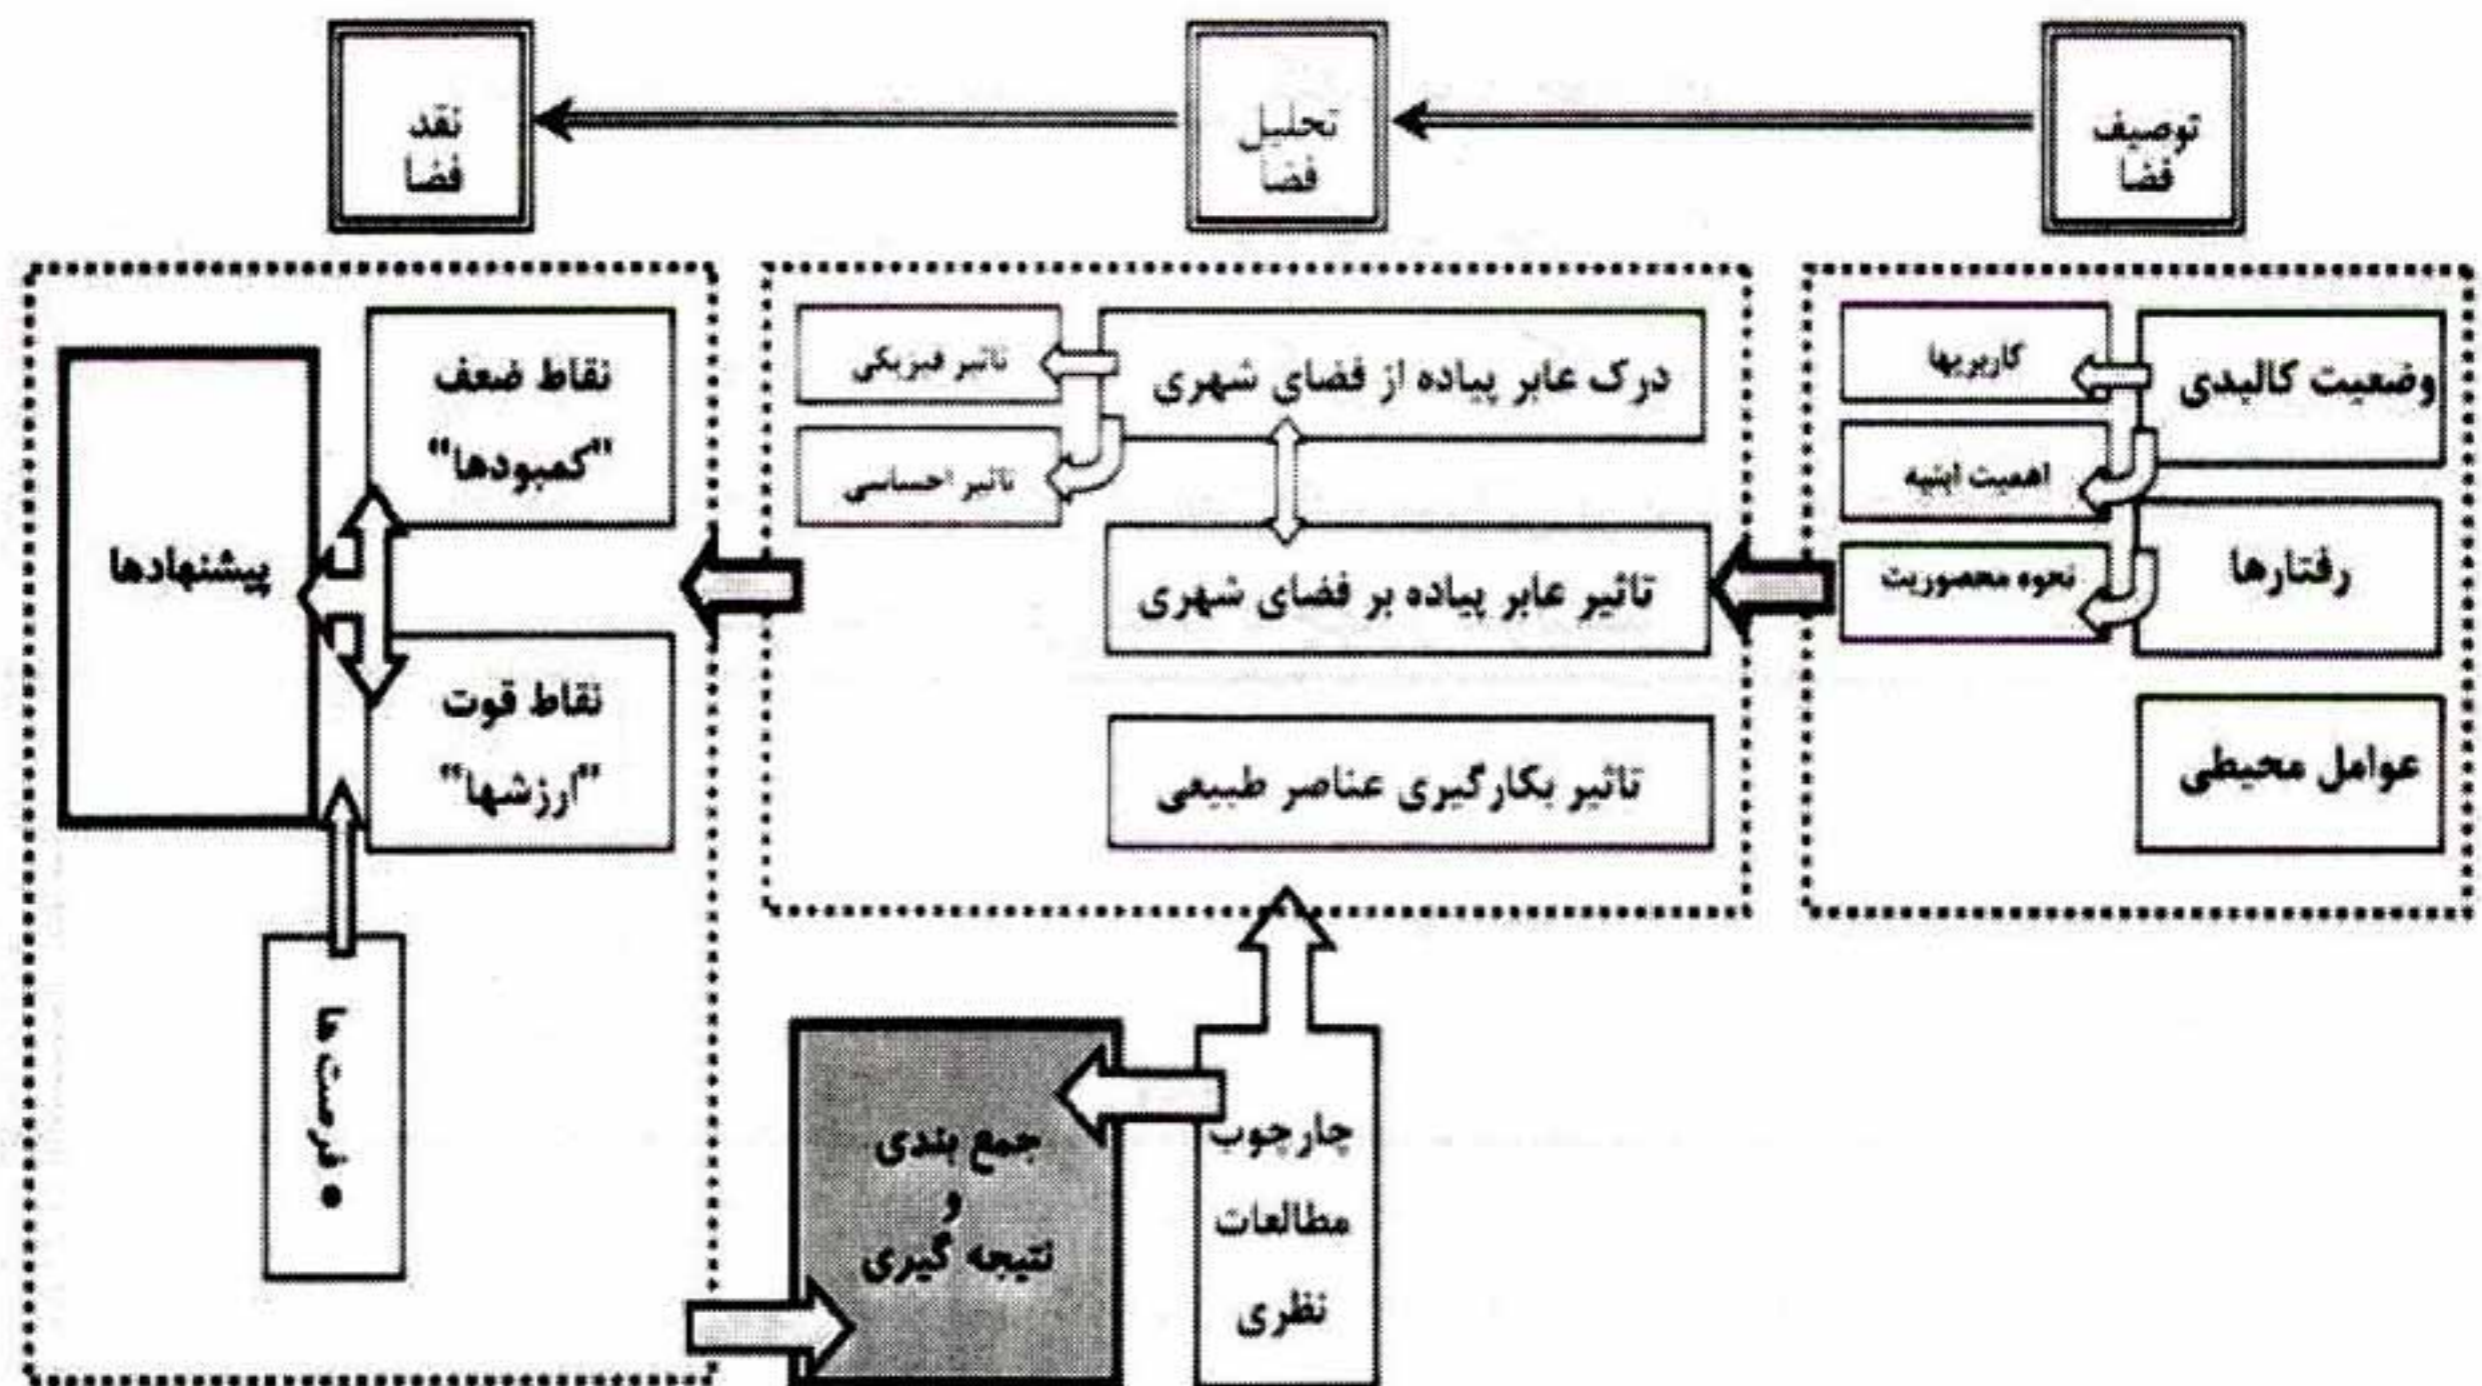 توصیف
فضا
تحلیل
فضا
نقد
فضا
وضعیت کالبدی
کاربریها
اهمیت ابنیه
رفتارها
نحوه محصوریت
عوامل محیطی
درک عابر پیاده از فضای شهری
تاثیر فیزیکی
تاثیر احساسی
تاثیر عابر پیاده بر فضای شهری
تاثیر بکارگیری عناصر طبیعی
نقاط ضعف
"کمبودها"
نقاط قوت
"ارزشها"
پیشنهادها
● فرصت ها
چارچوب
مطالعات
نظری
جمع بندی
و
نتیجه گیری